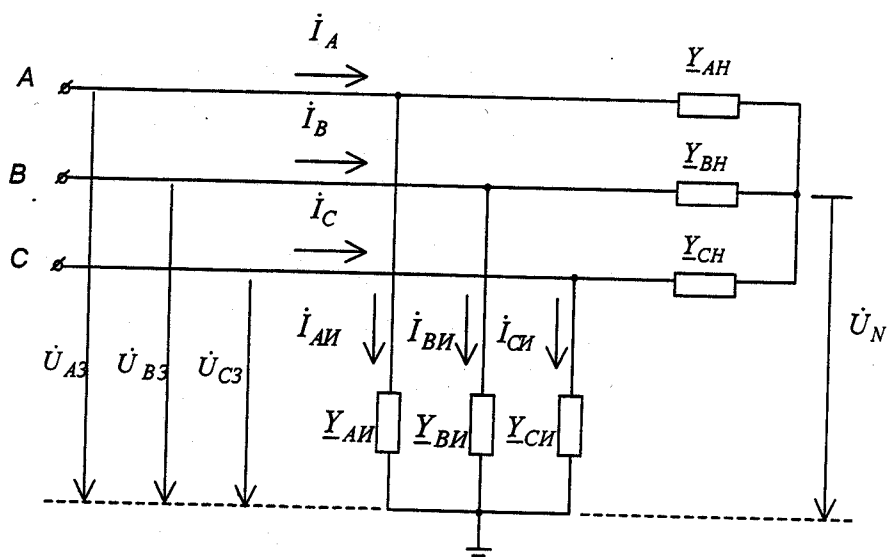 İ_A
A
Y_AН
İ_B
B
Y_BН
İ_C
C
Y_CН
İ_AИ İ_BИ İ_CИ
U̇_AЗ U̇_BЗ U̇_CЗ
U̇_N
Y_AИ Y_BИ Y_CИ